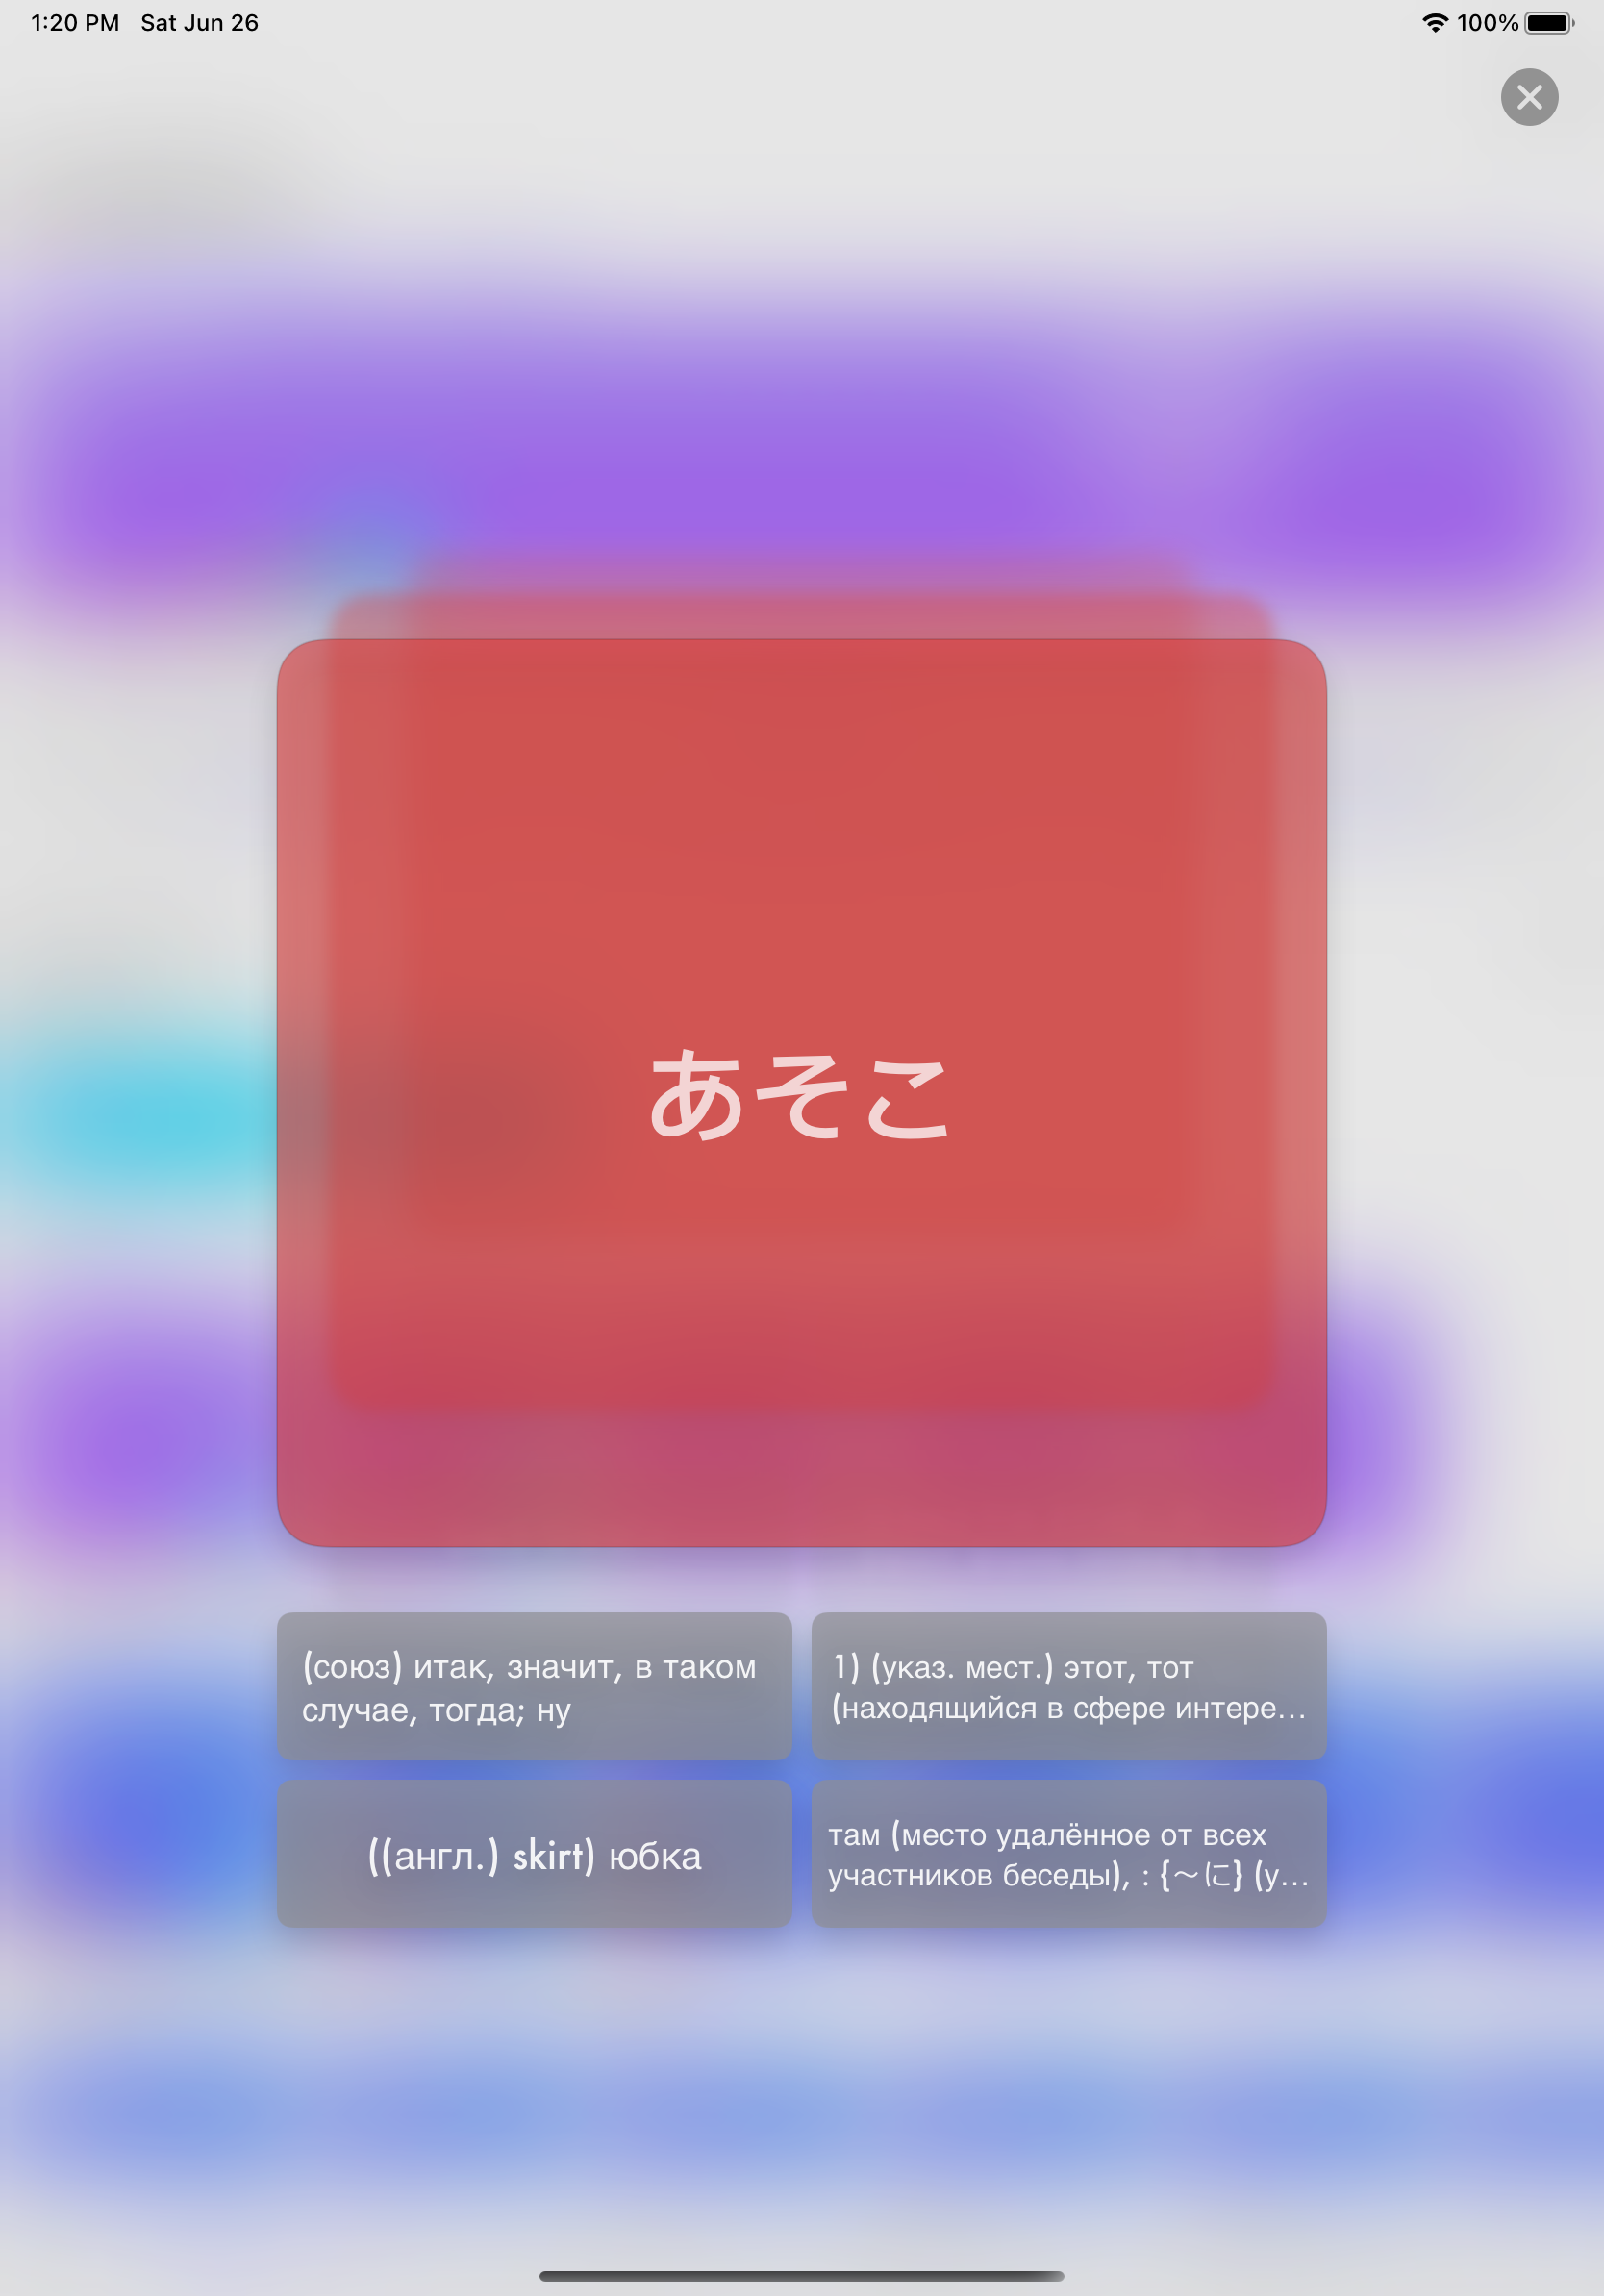 1:20 PM Sat Jun 26 100%
あそこ
(союз) итак, значит, в таком
случае, тогда; ну
1) (указ. мест.) этот, тот
(находящийся в сфере интере...
((англ.) skirt) юбка
там (место удалённое от всех
участников беседы), : {〜に} (у...